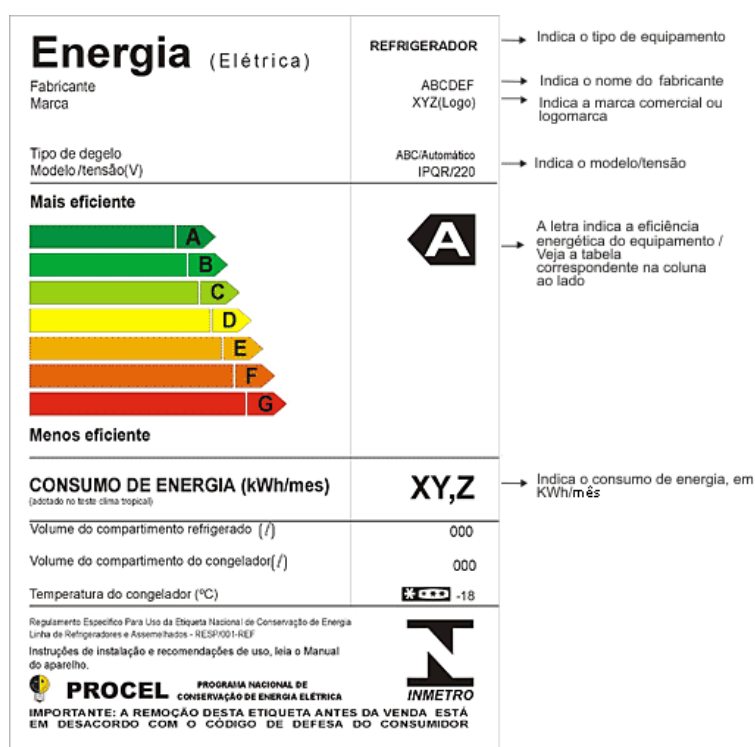 Energia (Elétrica)
REFRIGERADOR
Indica o tipo de equipamento
Fabricante
ABCDEF
Indica o nome do fabricante
Marca
XYZ(Logo)
Indica a marca comercial ou
logomarca
Tipo de degelo
ABC/Automático
Modelo/tensão(V)
IPQR/220
Indica o modelo/tensão
Mais eficiente
A
B
C
D
E
F
G
Menos eficiente
A
A letra indica a eficiência
energética do equipamento /
Veja a tabela
correspondente na coluna
ao lado
CONSUMO DE ENERGIA (kWh/mes)
(adotado no teste clima tropical)
XY,Z
Indica o consumo de energia, em
KWh/mês
Volume do compartimento refrigerado (l)
000
Volume do compartimento do congelador(l)
000
Temperatura do congelador (ºC)
-18
Regulamento Específico Para Uso da Etiqueta Nacional de Conservação de Energia
Linha de Refrigeradores e Assemelhados - RESP/001-REF
Instruções de instalação e recomendações de uso, leia o Manual
do aparelho.
PROCEL
PROGRAMA NACIONAL DE
CONSERVAÇÃO DE ENERGIA ELÉTRICA
INMETRO
IMPORTANTE: A REMOÇÃO DESTA ETIQUETA ANTES DA VENDA ESTÁ
EM DESACORDO COM O CÓDIGO DE DEFESA DO CONSUMIDOR